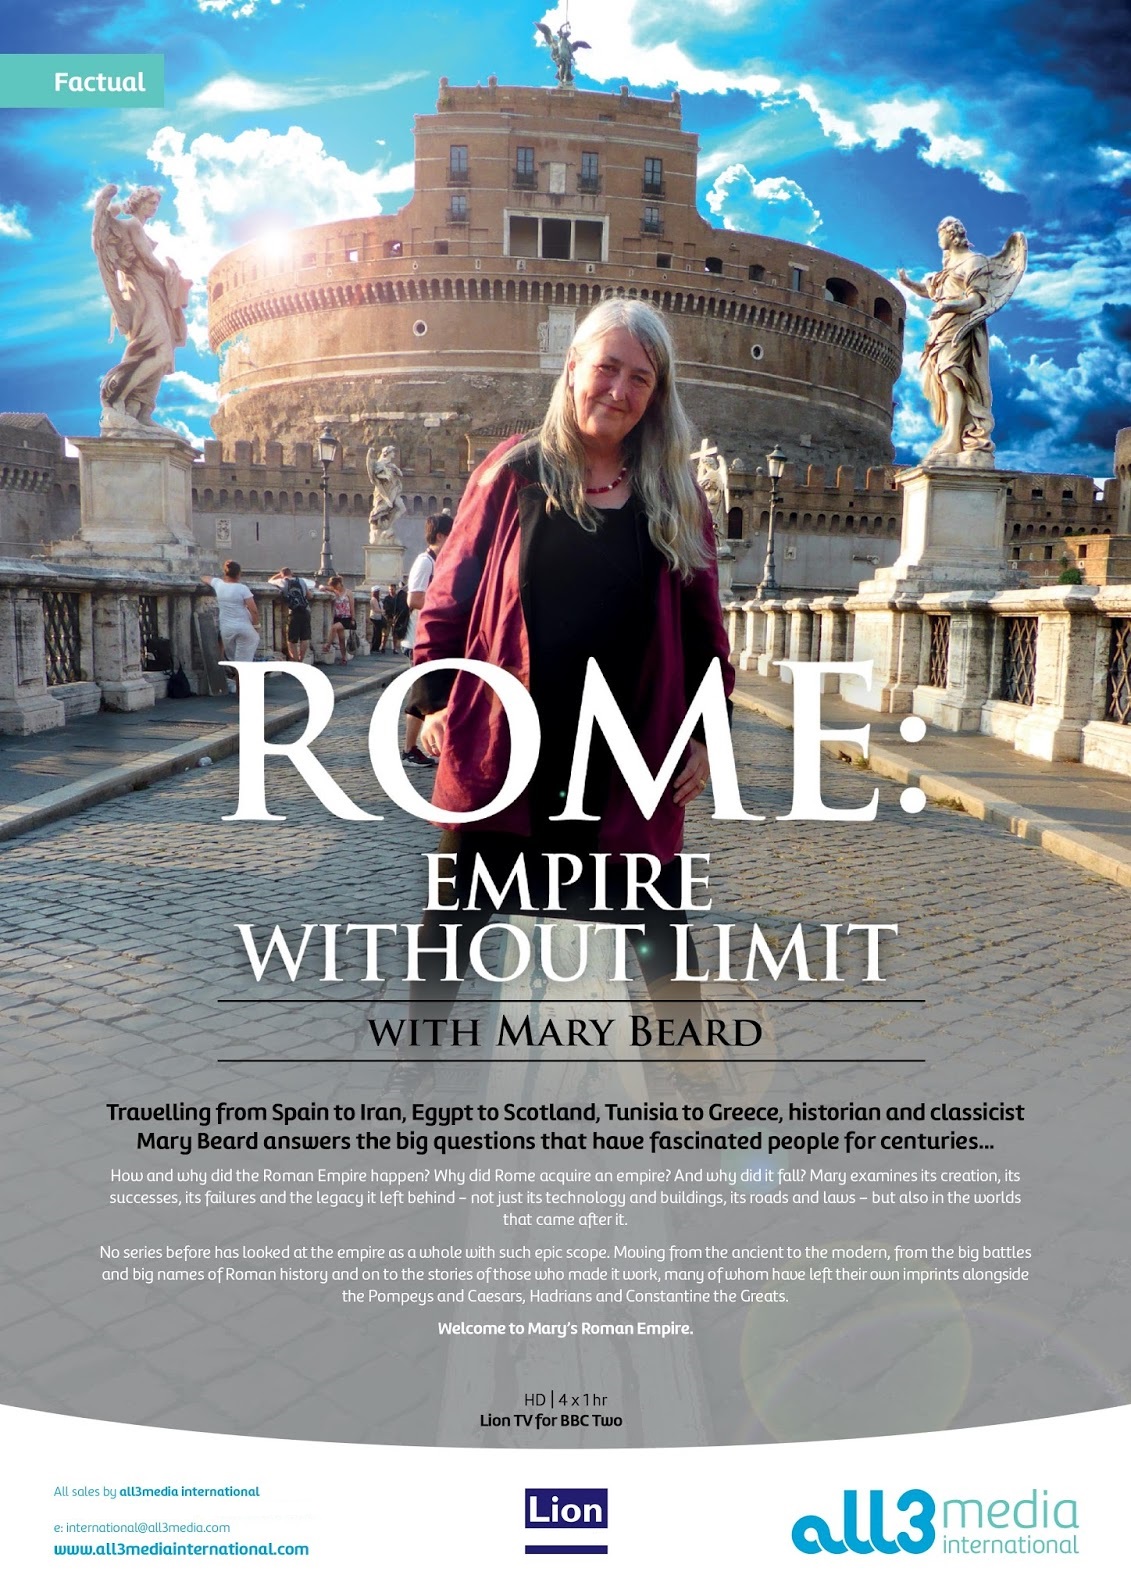 Factual
ROME:
EMPIRE
WITHOUT LIMIT
WITH MARY BEARD
Travelling from Spain to Iran, Egypt to Scotland, Tunisia to Greece, historian and classicist
Mary Beard answers the big questions that have fascinated people for centuries...
How and why did the Roman Empire happen? Why did Rome acquire an empire? And why did it fall? Mary examines its creation, its
successes, its failures and the legacy it left behind – not just its technology and buildings, its roads and laws – but also in the worlds
that came after it.
No series before has looked at the empire as a whole with such epic scope. Moving from the ancient to the modern, from the big battles
and big names of Roman history and on to the stories of those who made it work, many of whom have left their own imprints alongside
the Pompeys and Caesars, Hadrians and Constantine the Greats.
Welcome to Mary's Roman Empire.
HD | 4 x 1hr
Lion TV for BBC Two
All sales by all3media international
e: international@all3media.com
www.all3mediainternational.com
Lion
all3media
international